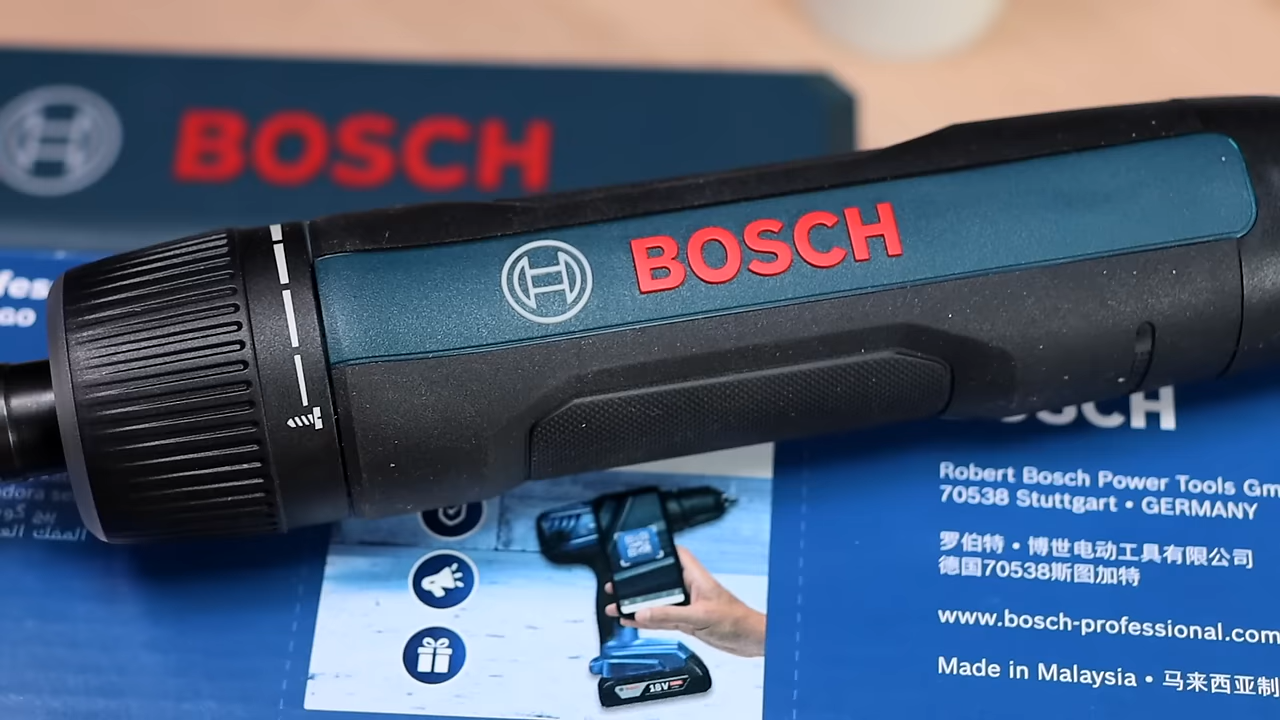 BOSCH
BOSCH
Robert Bosch Power Tools
70538 Stuttgart • GERMANY
罗伯特•博世电动工具有限公司
德国70538斯图加特
www.bosch-professional.com
Made in Malaysia • 马来西亚制
18V